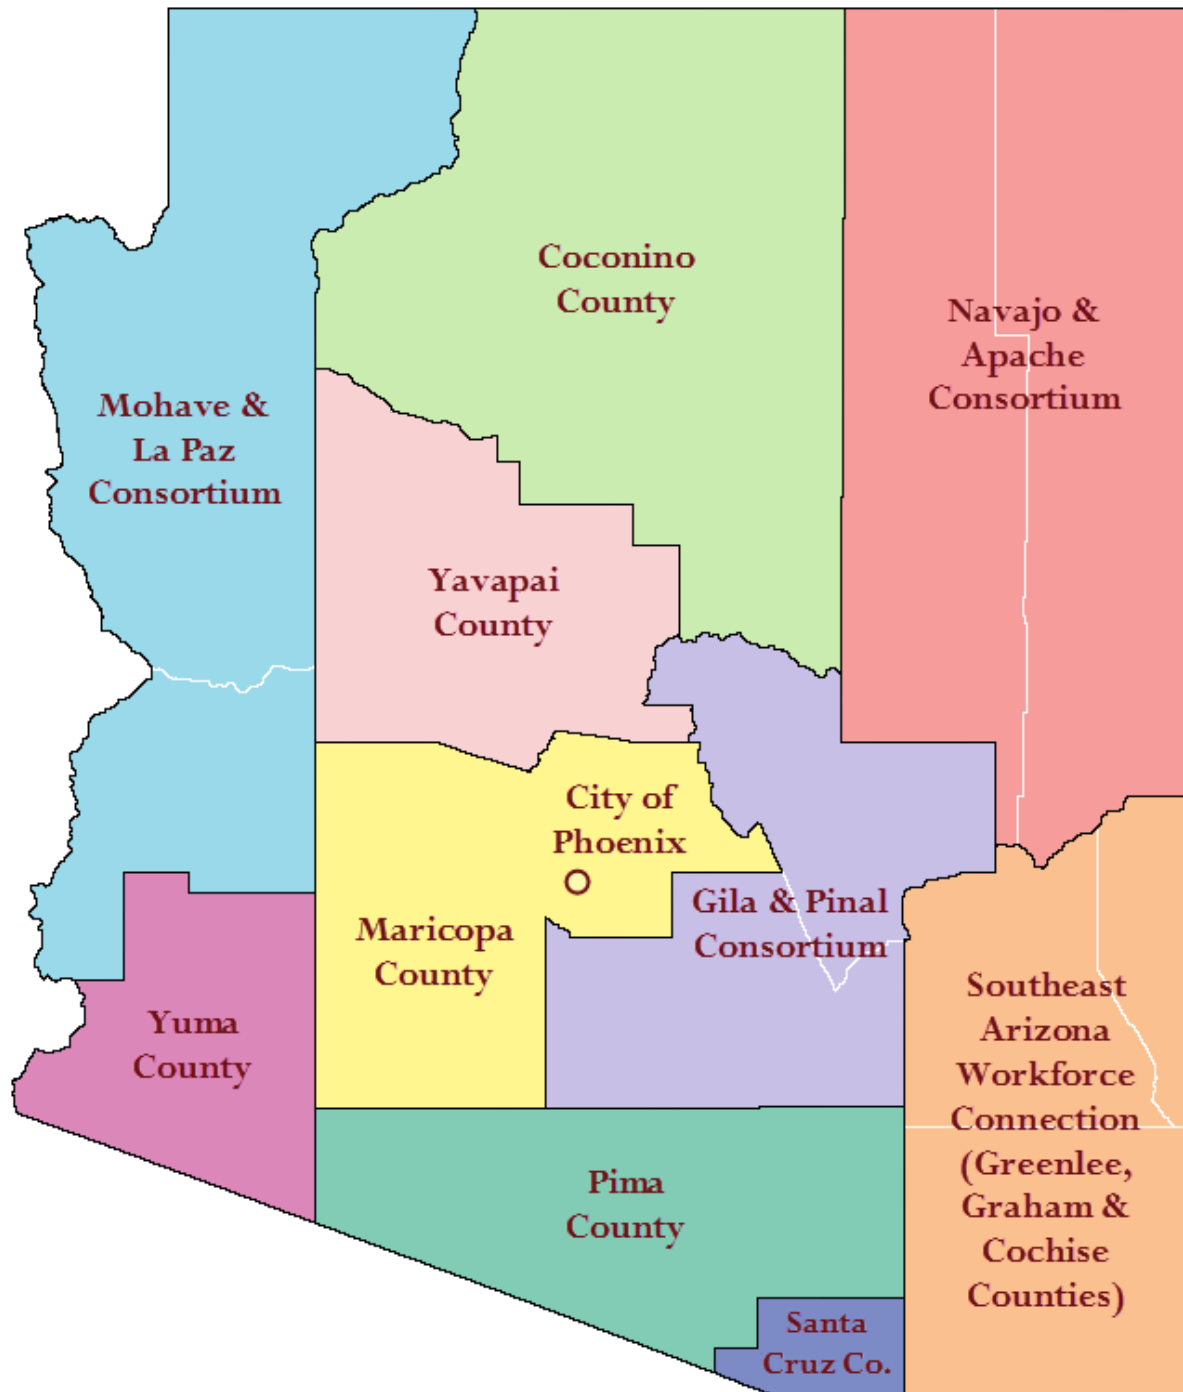 Coconino
County
Navajo &
Apache
Consortium
Mohave &
La Paz
Consortium
Yavapai
County
City of
Phoenix
Gila & Pinal
Consortium
Maricopa
County
Southeast
Arizona
Workforce
Connection
(Greenlee,
Graham &
Cochise
Counties)
Yuma
County
Pima
County
Santa
Cruz Co.